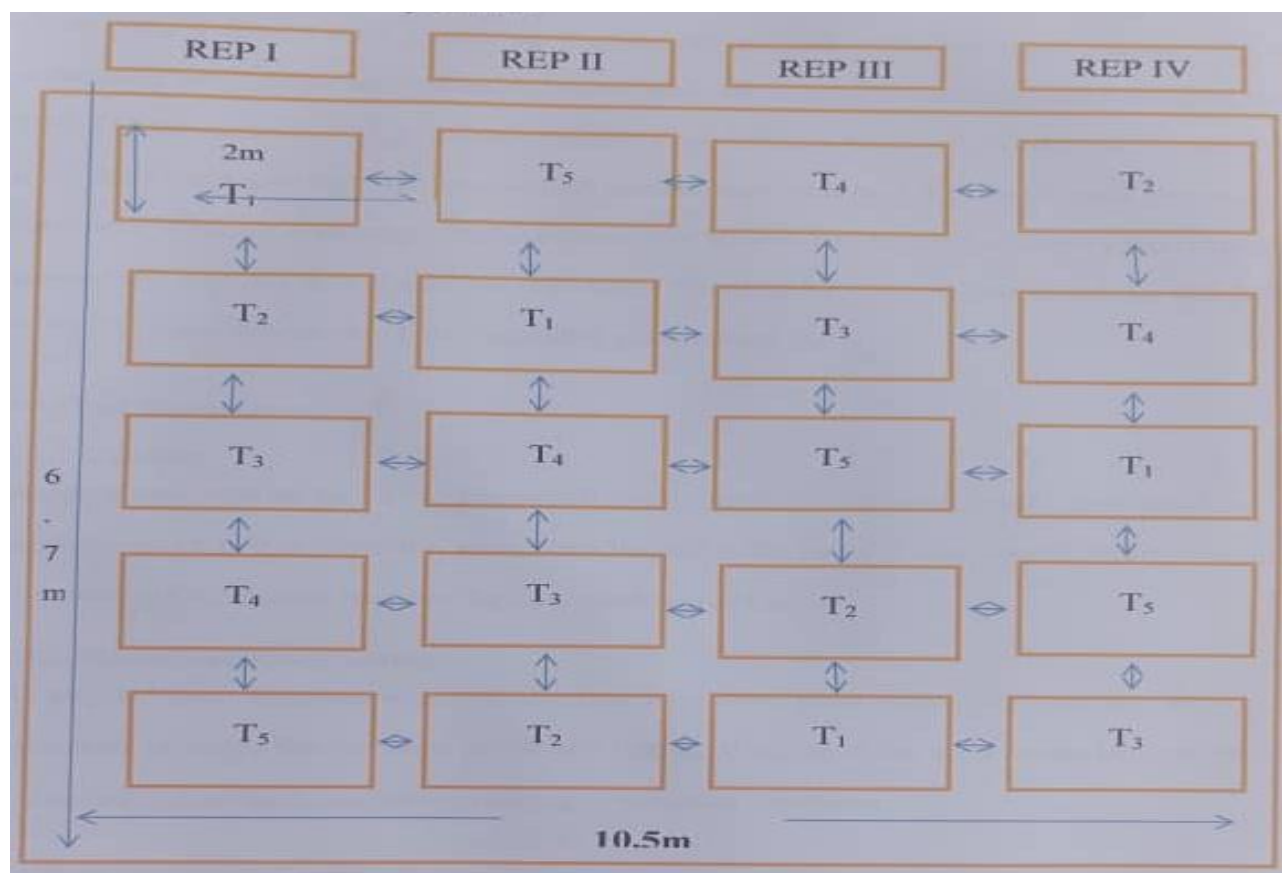 REP I REP II REP III REP IV
2m
T₁ T₅ T₄ T₂
T₂ T₁ T₃ T₄
T₃ T₄ T₅ T₁
6
-
7
m
T₄ T₃ T₂ T₅
T₅ T₂ T₁ T₃
10.5m